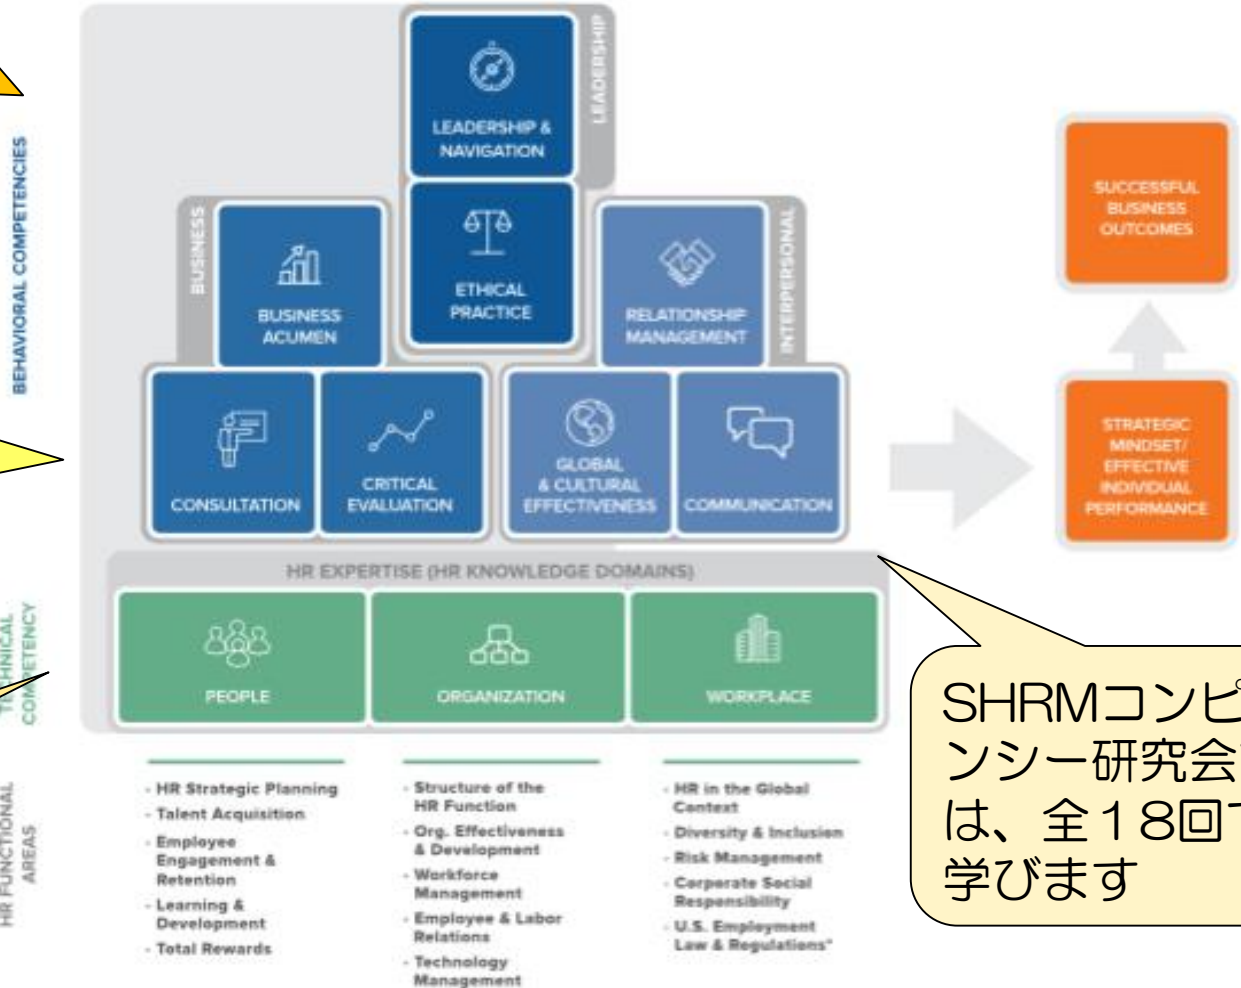 BEHAVIORAL COMPETENCIES
LEADERSHIP
LEADERSHIP &
NAVIGATION
ETHICAL
PRACTICE
BUSINESS
BUSINESS
ACUMEN
INTERPERSONAL
RELATIONSHIP
MANAGEMENT
CONSULTATION
CRITICAL
EVALUATION
GLOBAL
& CULTURAL
EFFECTIVENESS
COMMUNICATION
SUCCESSFUL
BUSINESS
OUTCOMES
STRATEGIC
MINDSET/
EFFECTIVE
INDIVIDUAL
PERFORMANCE
TECHNICAL
COMPETENCY
HR EXPERTISE (HR KNOWLEDGE DOMAINS)
PEOPLE
ORGANIZATION
WORKPLACE
HR FUNCTIONAL
AREAS
- HR Strategic Planning
- Talent Acquisition
- Employee
Engagement &
Retention
- Learning &
Development
- Total Rewards
- Structure of the
HR Function
- Org. Effectiveness
& Development
- Workforce
Management
- Employee & Labor
Relations
- Technology
Management
- HR in the Global
Context
- Diversity & Inclusion
- Risk Management
- Corporate Social
Responsibility
- U.S. Employment
Law & Regulations*
SHRMコンピ
ンシー研究会
は、全18回
学びます